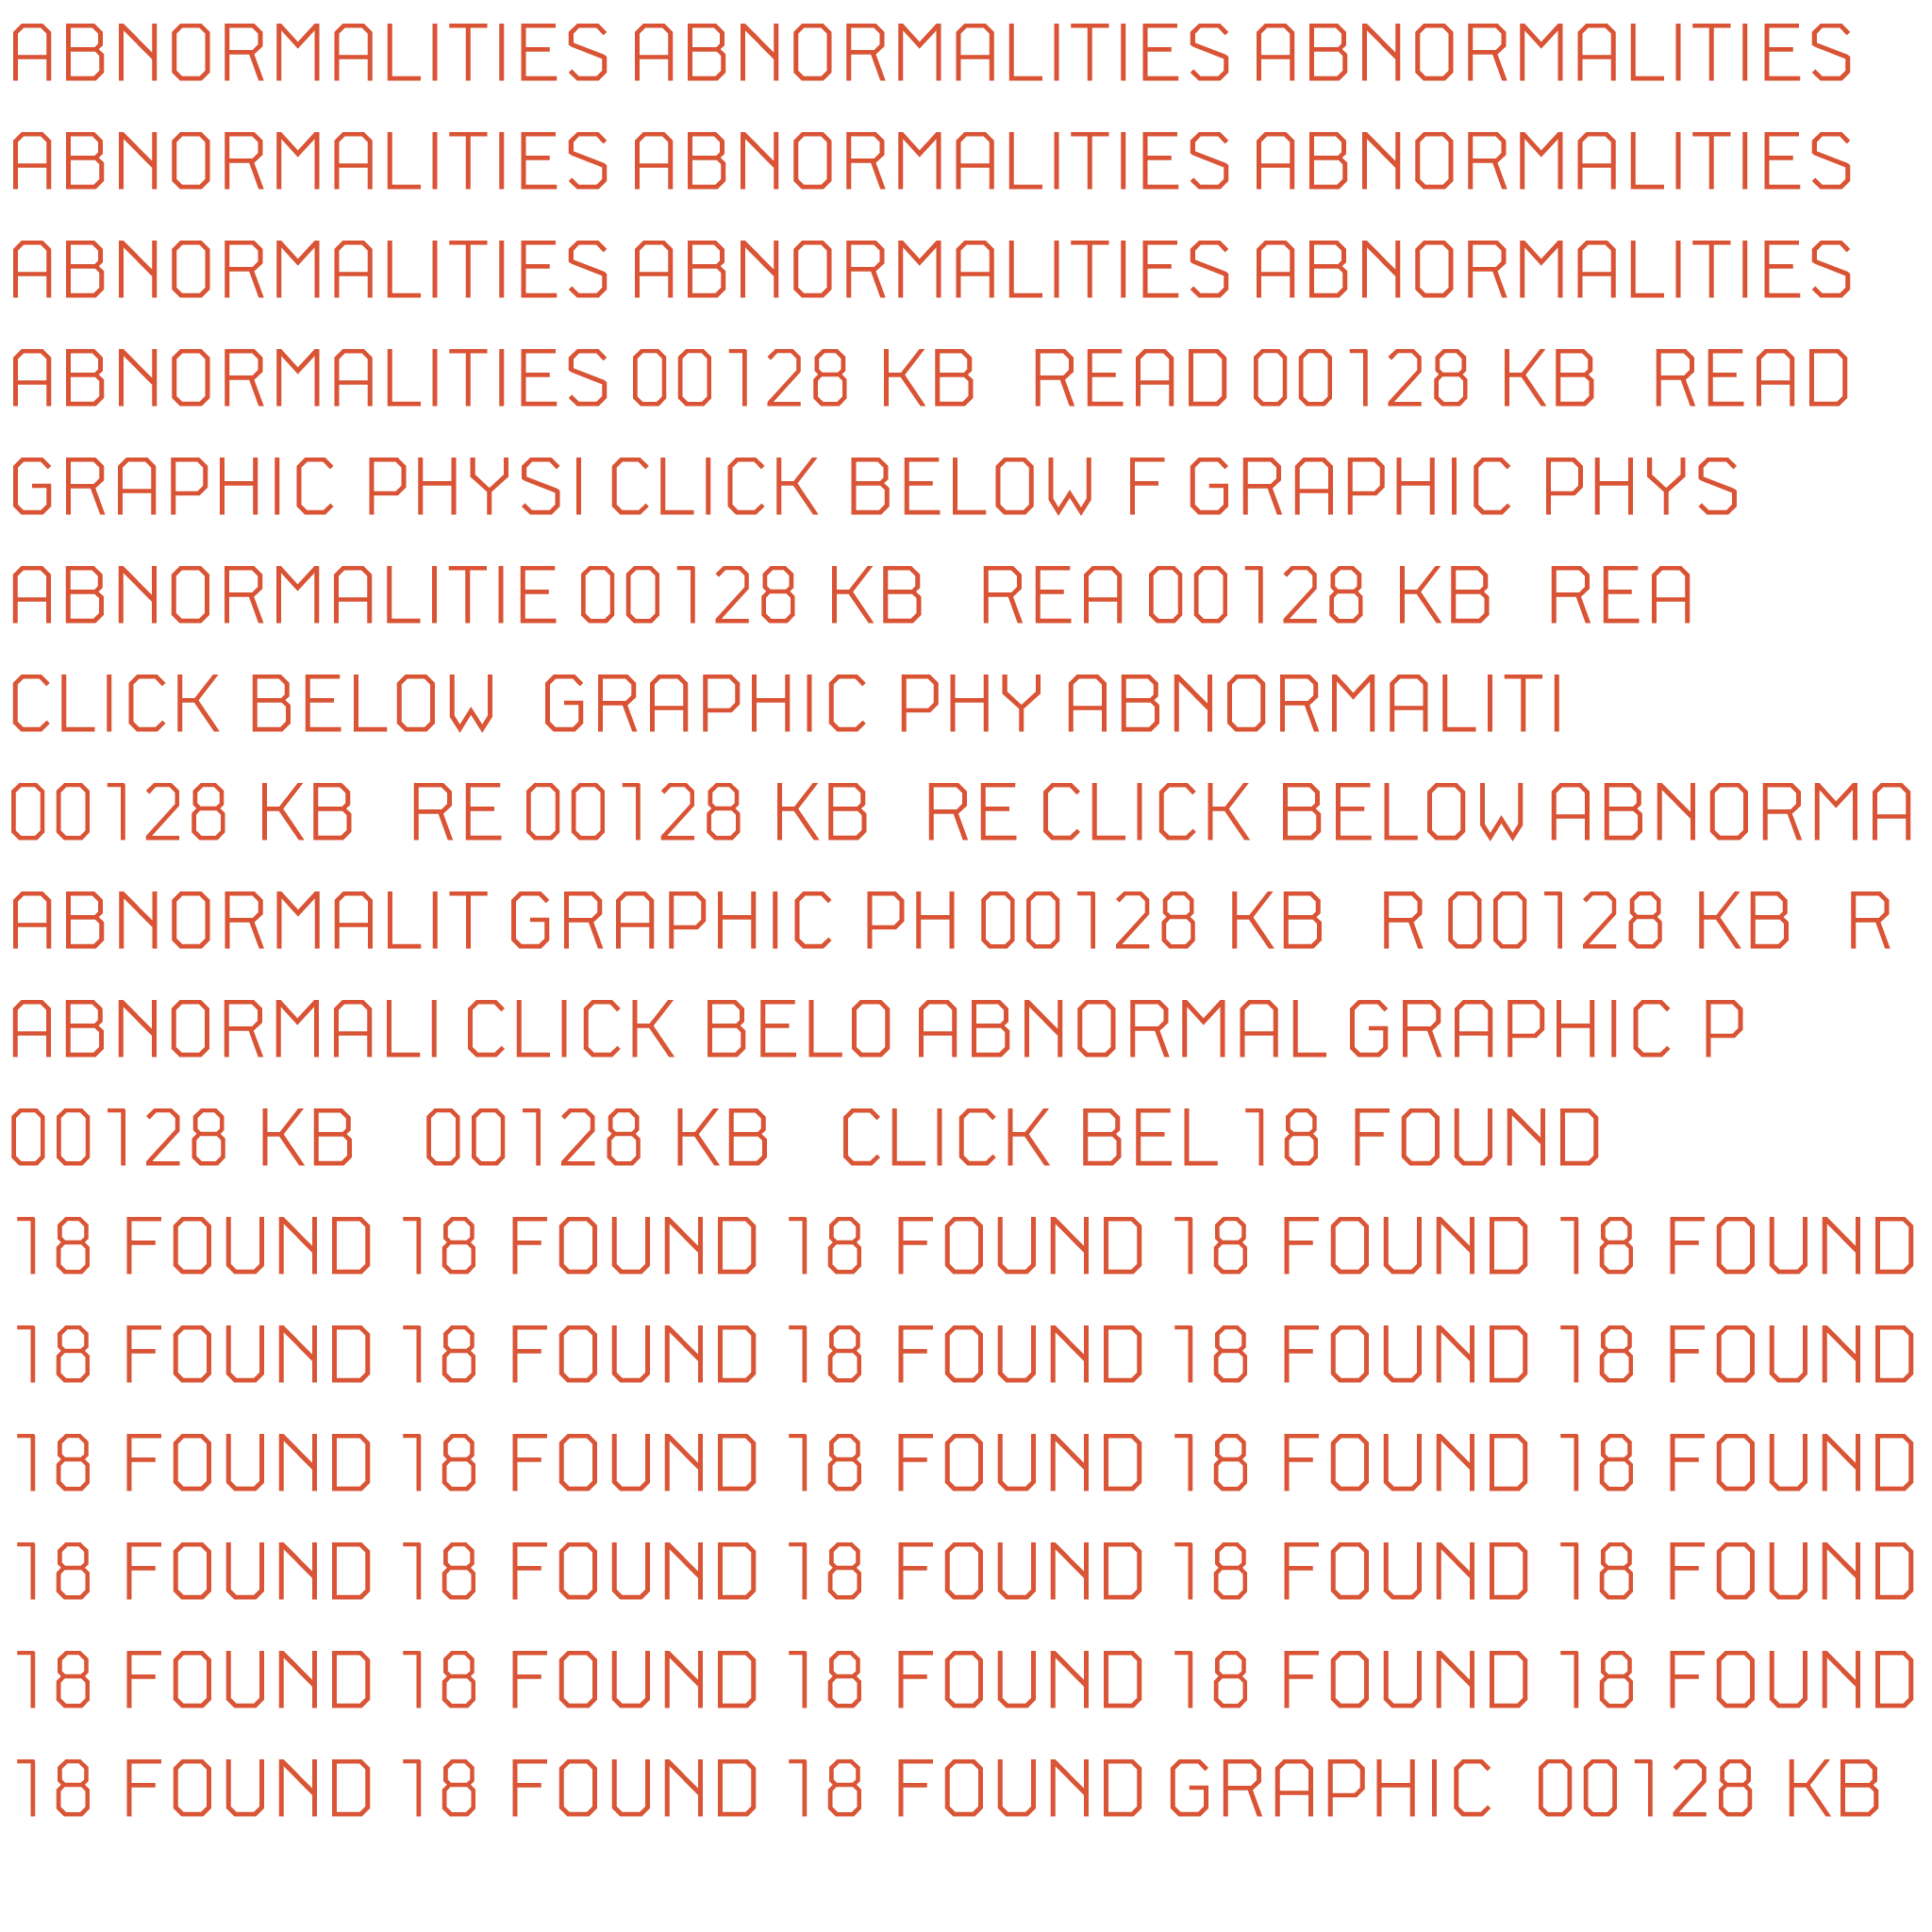 ABNORMALITIES ABNORMALITIES ABNORMALITIES
ABNORMALITIES ABNORMALITIES ABNORMALITIES
ABNORMALITIES ABNORMALITIES ABNORMALITIES
ABNORMALITIES 00128 KB READ 00128 KB READ
GRAPHIC PHYSI CLICK BELOW F GRAPHIC PHYS
ABNORMALITIE 00128 KB REA 00128 KB REA
CLICK BELOW GRAPHIC PHY ABNORMALITI
00128 KB RE 00128 KB RE CLICK BELOW ABNORMA
ABNORMALIT GRAPHIC PH 00128 KB R 00128 KB R
ABNORMALI CLICK BELO ABNORMAL GRAPHIC P
00128 KB 00128 KB CLICK BEL 18 FOUND
18 FOUND 18 FOUND 18 FOUND 18 FOUND 18 FOUND
18 FOUND 18 FOUND 18 FOUND 18 FOUND 18 FOUND
18 FOUND 18 FOUND 18 FOUND 18 FOUND 18 FOUND
18 FOUND 18 FOUND 18 FOUND 18 FOUND 18 FOUND
18 FOUND 18 FOUND 18 FOUND 18 FOUND 18 FOUND
18 FOUND 18 FOUND 18 FOUND GRAPHIC 00128 KB